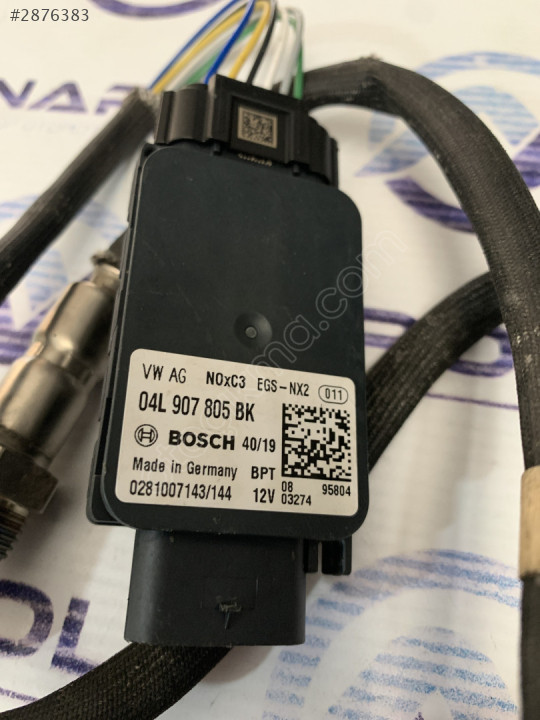 #2876383
VW AG NOxC3 EGS-NX2 011
04L 907 805 BK
BOSCH 40/19
Made in Germany BPT
0281007143/144 12V
08 95804
03274